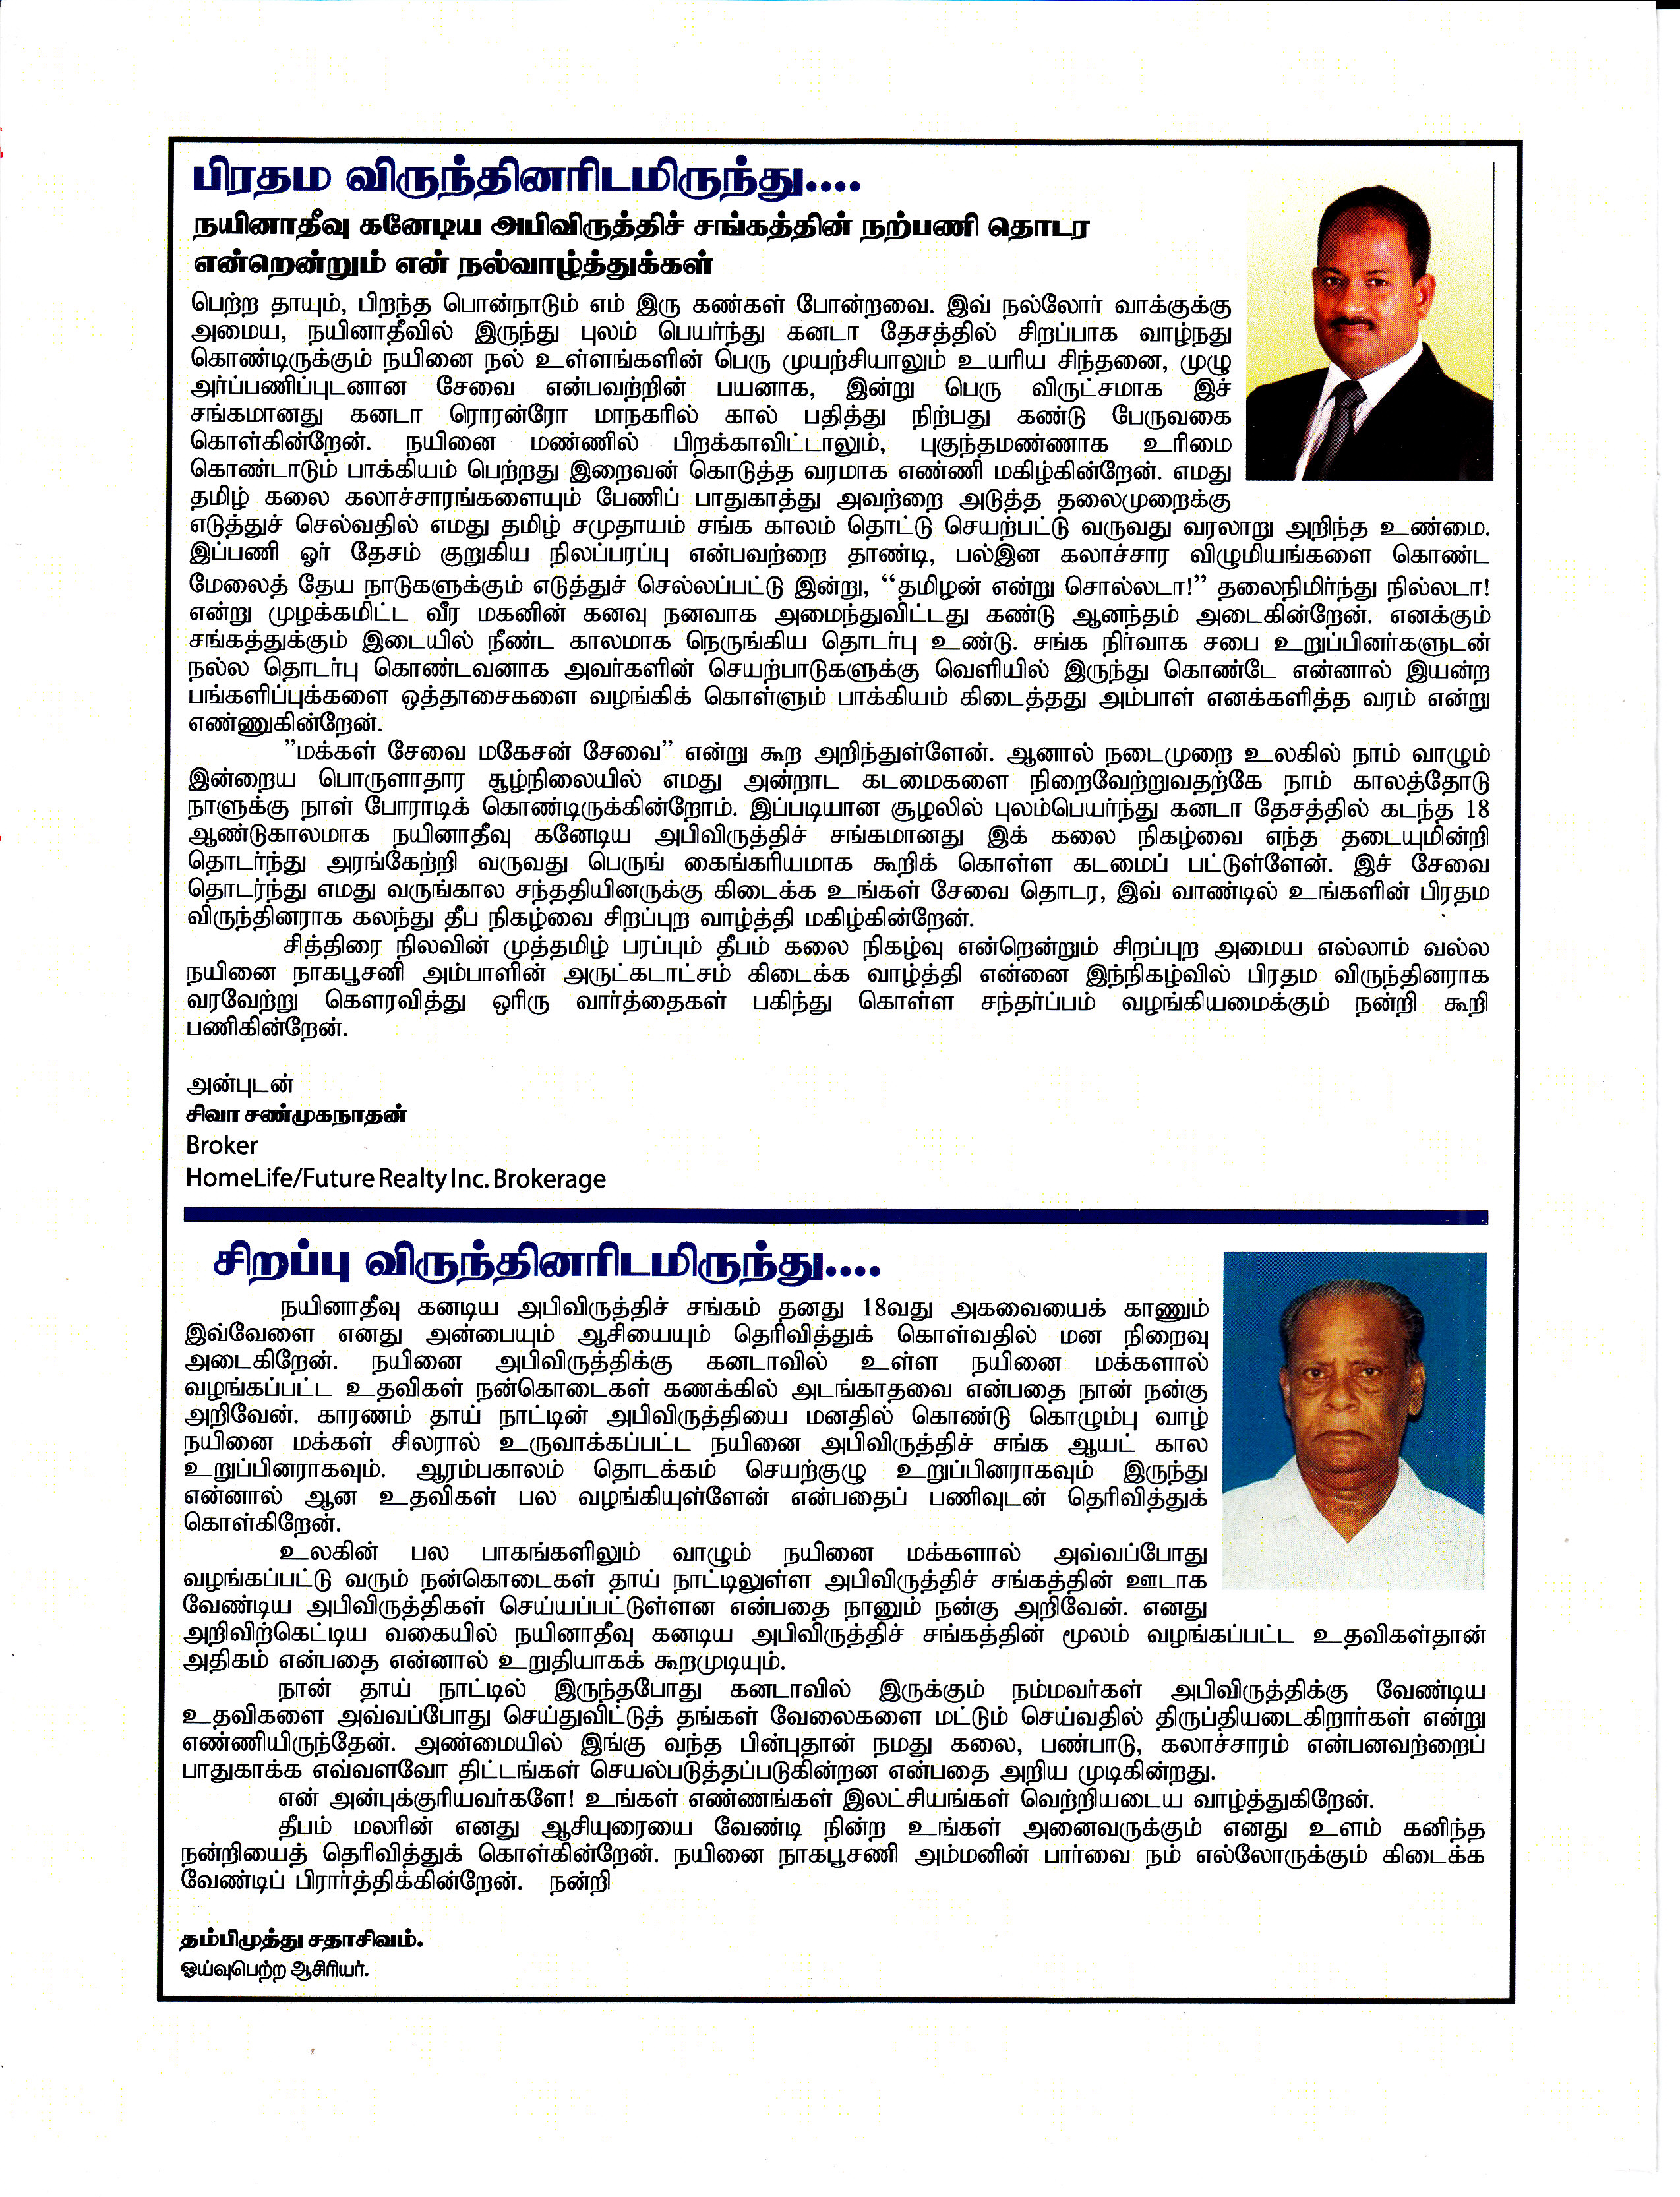 பிரதம விருந்தினரிடமிருந்து....
நயினாதீவு கனேடிய அபிவிருத்திச் சங்கத்தின் நற்பணி தொடர
என்றென்றும் என் நல்வாழ்த்துக்கள்
பெற்ற தாயும், பிறந்த பொன்நாடும் எம் இரு கண்கள் போன்றவை. இவ் நல்லோர் வாக்குக்கு
அமைய, நயினாதீவில் இருந்து புலம் பெயர்ந்து கனடா தேசத்தில் சிறப்பாக வாழ்நது
கொண்டிருக்கும் நயினை நல் உள்ளங்களின் பெரு முயற்சியாலும் உயரிய சிந்தனை, முழு
அர்ப்பணிப்புடனான சேவை என்பவற்றின் பயனாக, இன்று பெரு விருட்சமாக இச்
சங்கமானது கனடா ரொரன்ரோ மாநகரில் கால் பதித்து நிற்பது கண்டு பேருவகை
கொள்கின்றேன். நயினை மண்ணில் பிறக்காவிட்டாலும், புகுந்தமண்ணாக உரிமை
கொண்டாடும் பாக்கியம் பெற்றது இறைவன் கொடுத்த வரமாக எண்ணி மகிழ்கின்றேன். எமது
தமிழ் கலை கலாச்சாரங்களையும் பேணிப் பாதுகாத்து அவற்றை அடுத்த தலைமுறைக்கு
எடுத்துச் செல்வதில் எமது தமிழ் சமுதாயம் சங்க காலம் தொட்டு செயற்பட்டு வருவது வரலாறு அறிந்த உண்மை.
இப்பணி ஓர் தேசம் குறுகிய நிலப்பரப்பு என்பவற்றை தாண்டி, பல்இன கலாச்சார விழுமியங்களை கொண்ட
மேலைத் தேய நாடுகளுக்கும் எடுத்துச் செல்லப்பட்டு இன்று, “தமிழன் என்று சொல்லடா!” தலைநிமிர்ந்து நில்லடா!
என்று முழக்கமிட்ட வீர மகனின் கனவு நனவாக அமைந்துவிட்டது கண்டு ஆனந்தம் அடைகின்றேன். எனக்கும்
சங்கத்துக்கும் இடையில் நீண்ட காலமாக நெருங்கிய தொடர்பு உண்டு. சங்க நிர்வாக சபை உறுப்பினர்களுடன்
நல்ல தொடர்பு கொண்டவனாக அவர்களின் செயற்பாடுகளுக்கு வெளியில் இருந்து கொண்டே என்னால் இயன்ற
பங்களிப்புக்களை ஒத்தாசைகளை வழங்கிக் கொள்ளும் பாக்கியம் கிடைத்தது அம்பாள் எனக்களித்த வரம் என்று
எண்ணுகின்றேன்.
”மக்கள் சேவை மகேசன் சேவை” என்று கூற அறிந்துள்ளேன். ஆனால் நடைமுறை உலகில் நாம் வாழும்
இன்றைய பொருளாதார சூழ்நிலையில் எமது அன்றாட கடமைகளை நிறைவேற்றுவதற்கே நாம் காலத்தோடு
நாளுக்கு நாள் போராடிக் கொண்டிருக்கின்றோம். இப்படியான சூழலில் புலம்பெயர்ந்து கனடா தேசத்தில் கடந்த 18
ஆண்டுகாலமாக நயினாதீவு கனேடிய அபிவிருத்திச் சங்கமானது இக் கலை நிகழ்வை எந்த தடையுமின்றி
தொடர்ந்து அரங்கேற்றி வருவது பெருங் கைங்கரியமாக கூறிக் கொள்ள கடமைப் பட்டுள்ளேன். இச் சேவை
தொடர்ந்து எமது வருங்கால சந்ததியினருக்கு கிடைக்க உங்கள் சேவை தொடர, இவ் வாண்டில் உங்களின் பிரதம
விருந்தினராக கலந்து தீப நிகழ்வை சிறப்புற வாழ்த்தி மகிழ்கின்றேன்.
சித்திரை நிலவின் முத்தமிழ் பரப்பும் தீபம் கலை நிகழ்வு என்றென்றும் சிறப்புற அமைய எல்லாம் வல்ல
நயினை நாகபூசனி அம்பாளின் அருட்கடாட்சம் கிடைக்க வாழ்த்தி என்னை இந்நிகழ்வில் பிரதம விருந்தினராக
வரவேற்று கௌரவித்து ஒரிரு வார்த்தைகள் பகிந்து கொள்ள சந்தர்ப்பம் வழங்கியமைக்கும் நன்றி கூறி
பணிகின்றேன்.
அன்புடன்
சிவா சண்முகநாதன்
Broker
HomeLife/Future Realty Inc. Brokerage
சிறப்பு விருந்தினரிடமிருந்து....
நயினாதீவு கனடிய அபிவிருத்திச் சங்கம் தனது 18வது அகவையைக் காணும்
இவ்வேளை எனது அன்பையும் ஆசியையும் தெரிவித்துக் கொள்வதில் மன நிறைவு
அடைகிறேன். நயினை அபிவிருத்திக்கு கனடாவில் உள்ள நயினை மக்களால்
வழங்கப்பட்ட உதவிகள் நன்கொடைகள் கணக்கில் அடங்காதவை என்பதை நான் நன்கு
அறிவேன். காரணம் தாய் நாட்டின் அபிவிருத்தியை மனதில் கொண்டு கொழும்பு வாழ்
நயினை மக்கள் சிலரால் உருவாக்கப்பட்ட நயினை அபிவிருத்திச் சங்க ஆயட் கால
உறுப்பினராகவும். ஆரம்பகாலம் தொடக்கம் செயற்குழு உறுப்பினராகவும் இருந்து
என்னால் ஆன உதவிகள் பல வழங்கியுள்ளேன் என்பதைப் பணிவுடன் தெரிவித்துக்
கொள்கிறேன்.
உலகின் பல பாகங்களிலும் வாழும் நயினை மக்களால் அவ்வப்போது
வழங்கப்பட்டு வரும் நன்கொடைகள் தாய் நாட்டிலுள்ள அபிவிருத்திச் சங்கத்தின் ஊடாக
வேண்டிய அபிவிருத்திகள் செய்யப்பட்டுள்ளன என்பதை நானும் நன்கு அறிவேன். எனது
அறிவிற்கெட்டிய வகையில் நயினாதீவு கனடிய அபிவிருத்திச் சங்கத்தின் மூலம் வழங்கப்பட்ட உதவிகள்தான்
அதிகம் என்பதை என்னால் உறுதியாகக் கூறமுடியும்.
நான் தாய் நாட்டில் இருந்தபோது கனடாவில் இருக்கும் நம்மவர்கள் அபிவிருத்திக்கு வேண்டிய
உதவிகளை அவ்வப்போது செய்துவிட்டுத் தங்கள் வேலைகளை மட்டும் செய்வதில் திருப்தியடைகிறார்கள் என்று
எண்ணியிருந்தேன். அண்மையில் இங்கு வந்த பின்புதான் நமது கலை, பண்பாடு, கலாச்சாரம் என்பனவற்றைப்
பாதுகாக்க எவ்வளவோ திட்டங்கள் செயல்படுத்தப்படுகின்றன என்பதை அறிய முடிகின்றது.
என் அன்புக்குரியவர்களே! உங்கள் எண்ணங்கள் இலட்சியங்கள் வெற்றியடைய வாழ்த்துகிறேன்.
தீபம் மலரின் எனது ஆசியுரையை வேண்டி நின்ற உங்கள் அனைவருக்கும் எனது உளம் கனிந்த
நன்றியைத் தெரிவித்துக் கொள்கின்றேன். நயினை நாகபூசணி அம்மனின் பார்வை நம் எல்லோருக்கும் கிடைக்க
வேண்டிப் பிரார்த்திக்கின்றேன். நன்றி
தம்பிமுத்து சதாசிவம்.
ஓய்வுபெற்ற ஆசிரியர்.